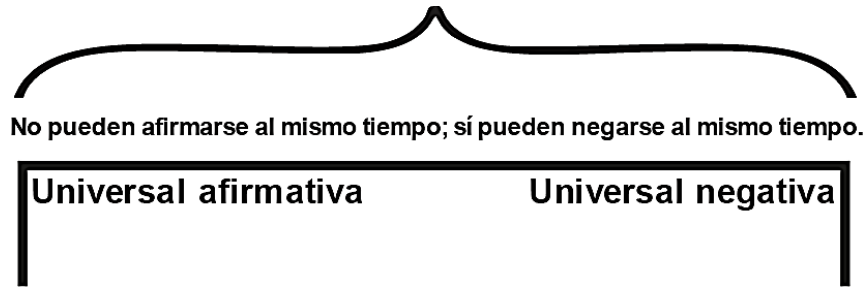 No pueden afirmarse al mismo tiempo; sí pueden negarse al mismo tiempo.
Universal afirmativa Universal negativa